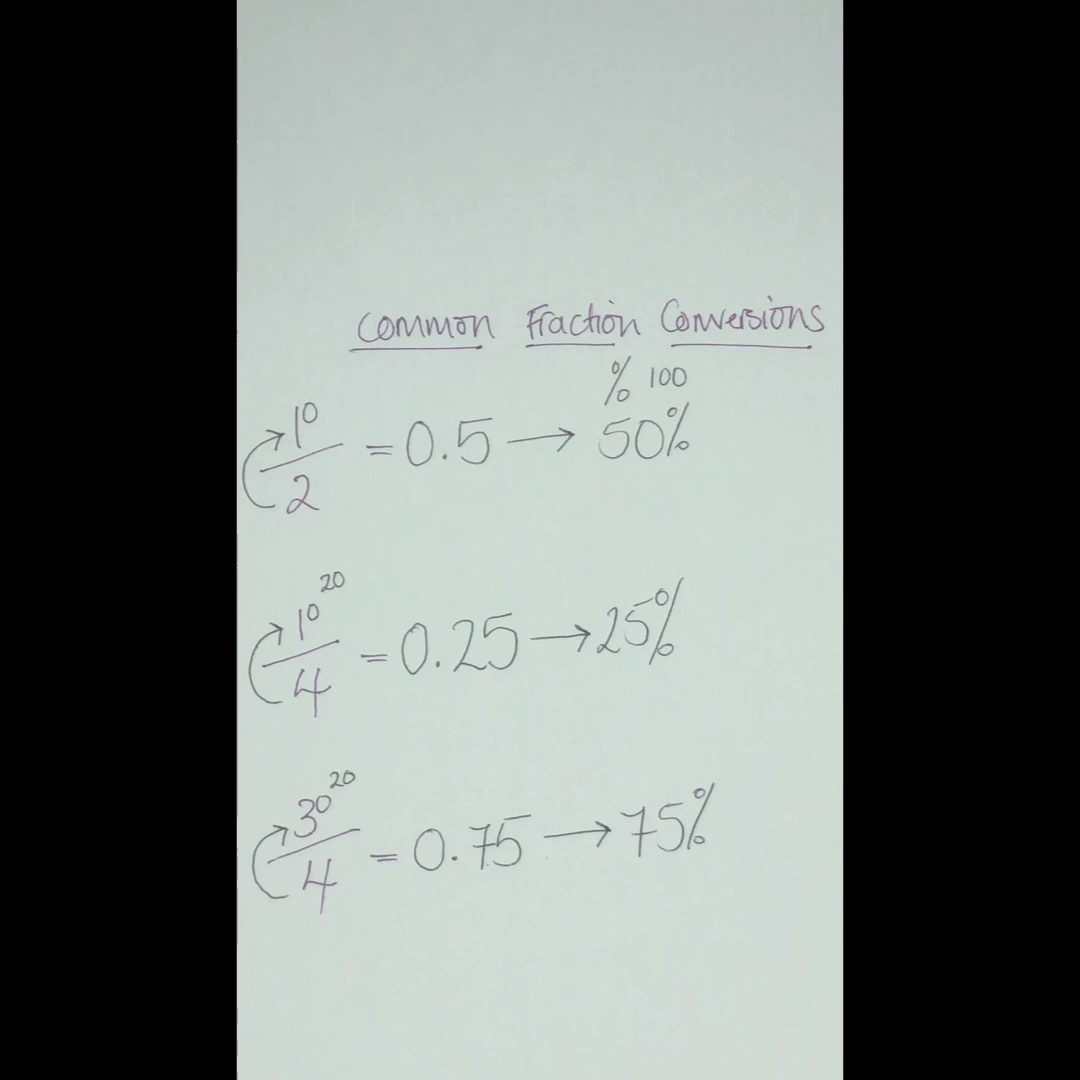 Common Fraction Conversions
% 100
10
2
= 0.5 → 50%
20
10
4
= 0.25 → 25%
20
30
4
= 0.75 → 75%